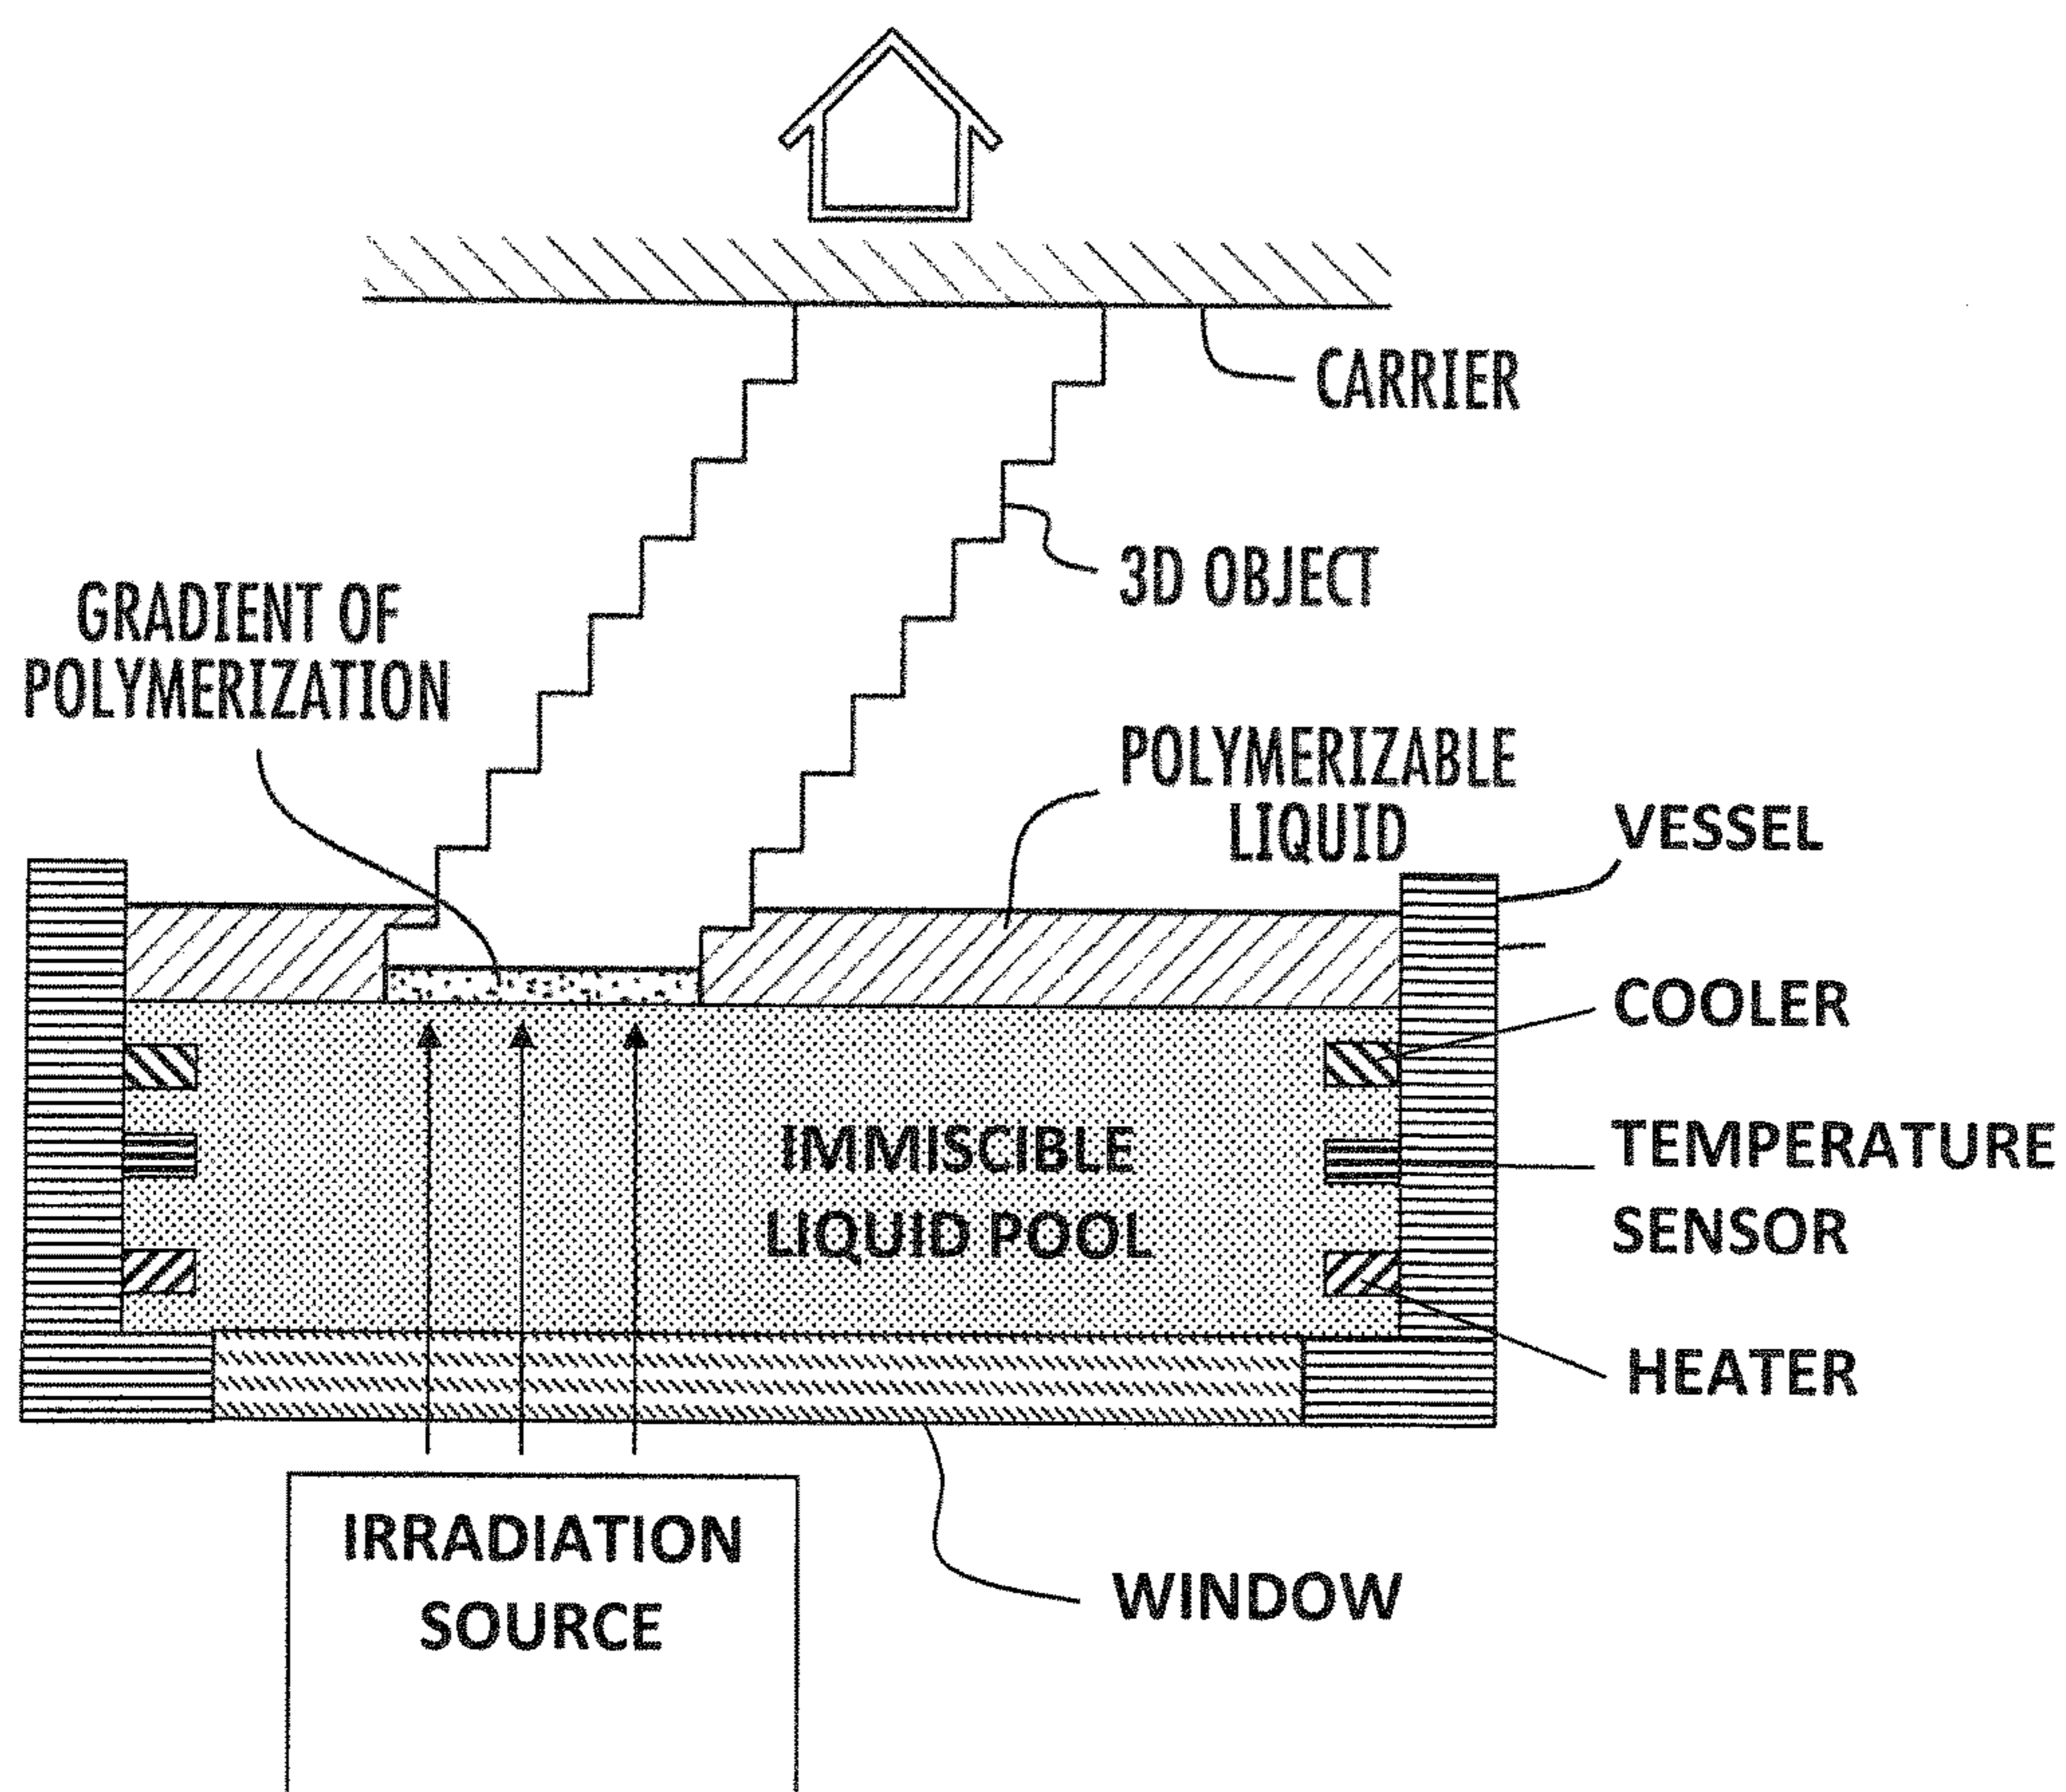 CARRIER
3D OBJECT
GRADIENT OF
POLYMERIZATION
POLYMERIZABLE
LIQUID
VESSEL
COOLER
IMMISCIBLE
LIQUID POOL
TEMPERATURE
SENSOR
HEATER
IRRADIATION
SOURCE
WINDOW